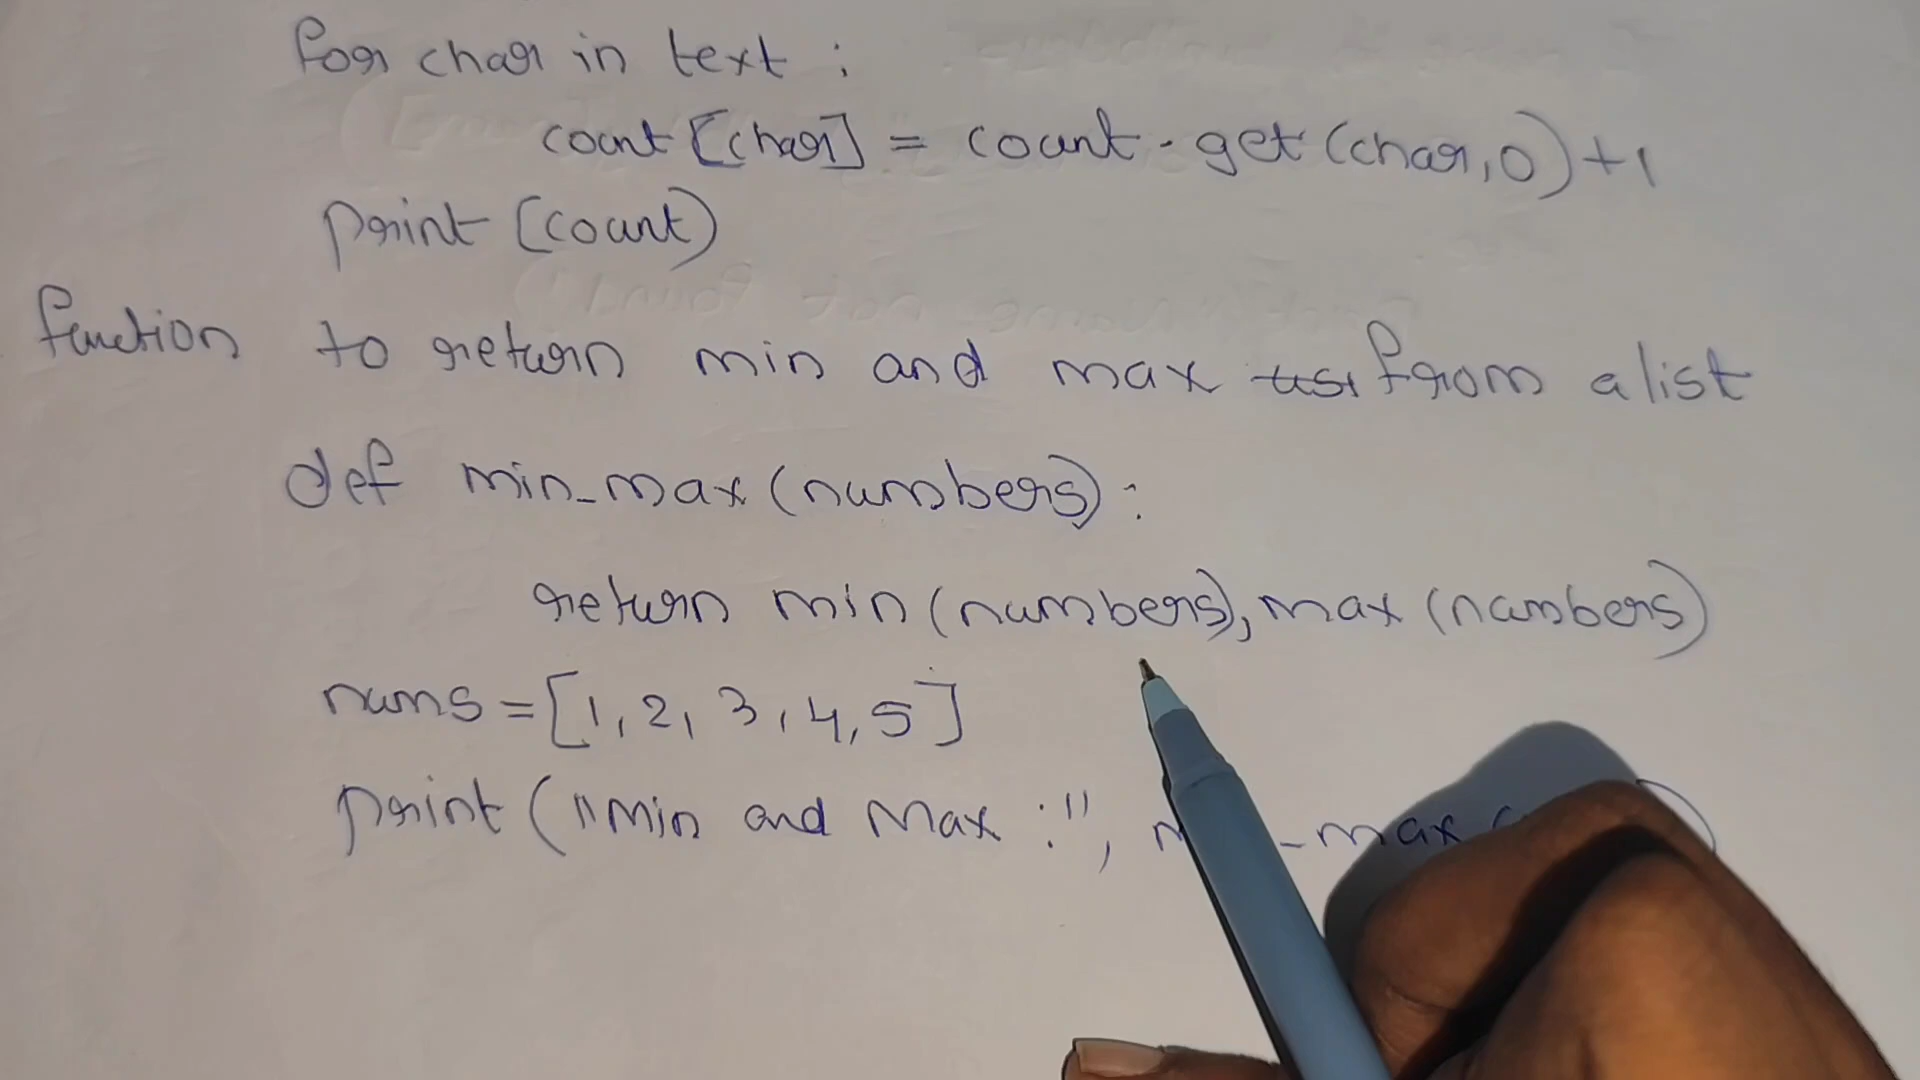 for char in text :
count [char] = count.get(char,0)+1
print (count)
function to return min and max from a list
def min_max (numbers) :
return min (numbers), max (numbers)
nums = [1, 2, 3, 4, 5]
print ("Min and Max :", max